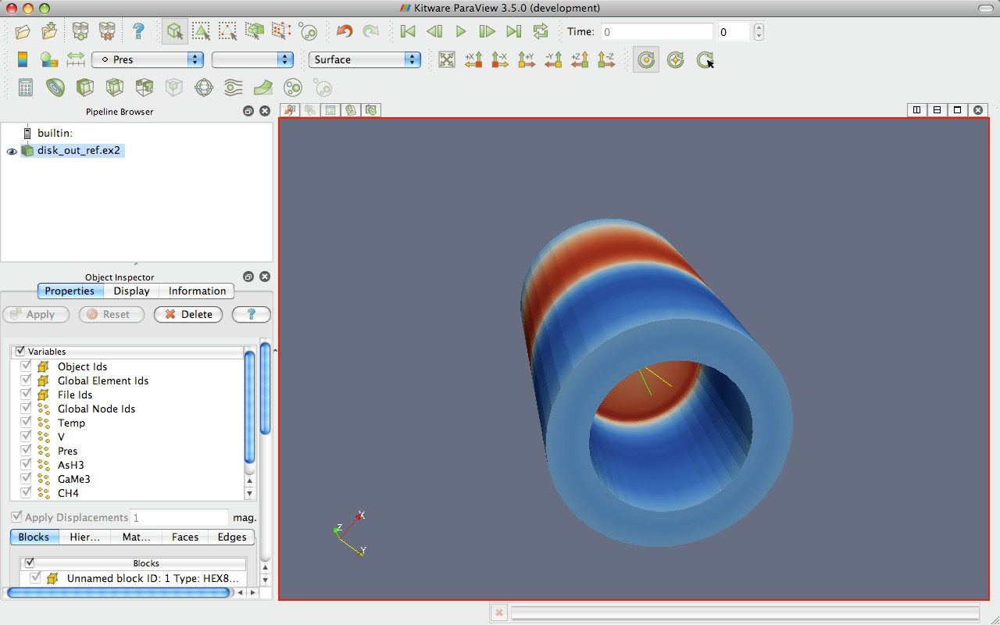 Kitware ParaView 3.5.0 (development)
Time: 0 0
Pres Surface
+X -X +Y -Y +Z -Z
Pipeline Browser
builtin:
disk_out_ref.ex2
Object Inspector
Properties Display Information
Apply Reset Delete ?
Variables
Object Ids
Global Element Ids
File Ids
Global Node Ids
Temp
V
Pres
AsH3
GaMe3
CH4
Apply Displacements 1 mag.
Blocks Hier... Mat... Faces Edges
Blocks
Unnamed block ID: 1 Type: HEX8...
X
Z
Y